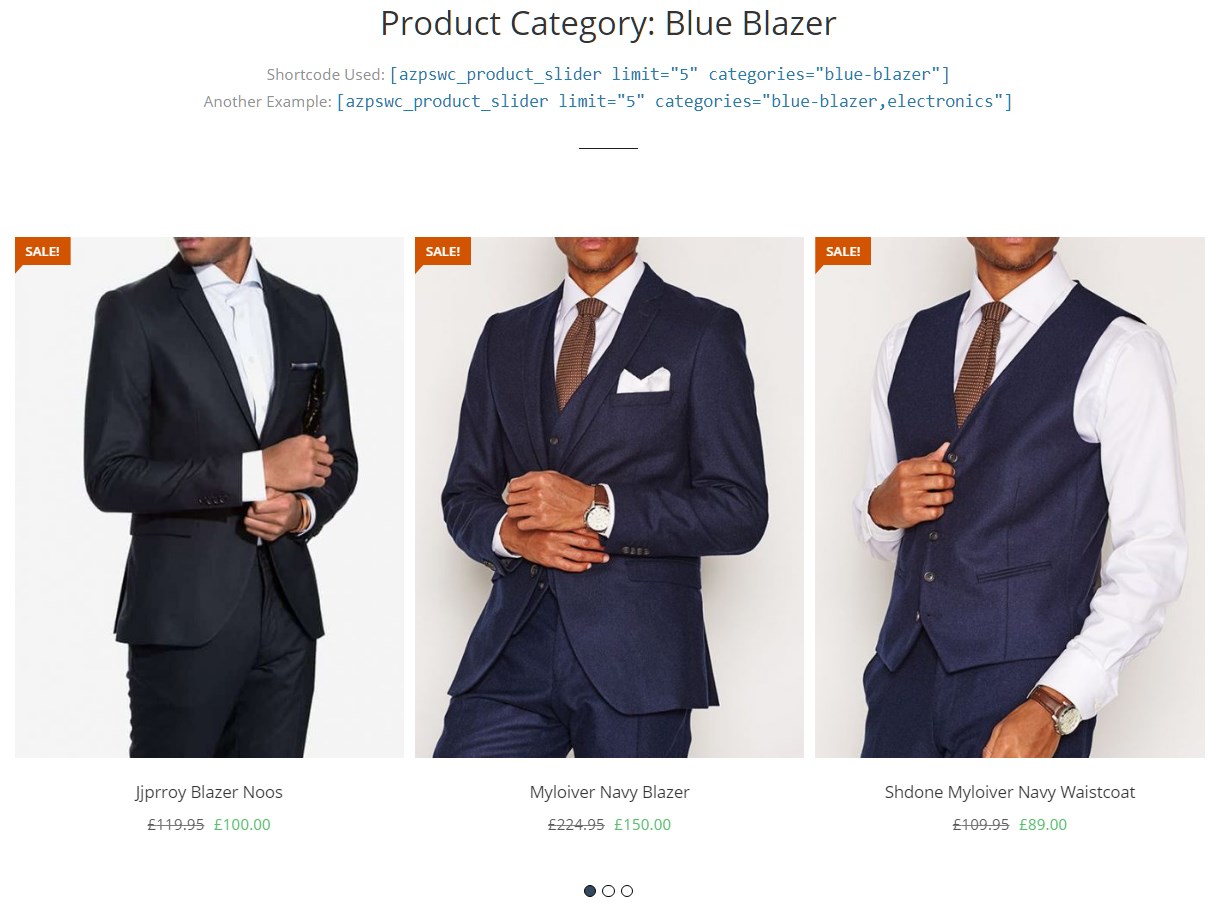 Product Category: Blue Blazer
Shortcode Used: [azpswc_product_slider limit="5" categories="blue-blazer"]
Another Example: [azpswc_product_slider limit="5" categories="blue-blazer,electronics"]
SALE! SALE! SALE!
Jjprroy Blazer Noos Myloiver Navy Blazer Shdone Myloiver Navy Waistcoat
£119.95 £100.00 £224.95 £150.00 £109.95 £89.00